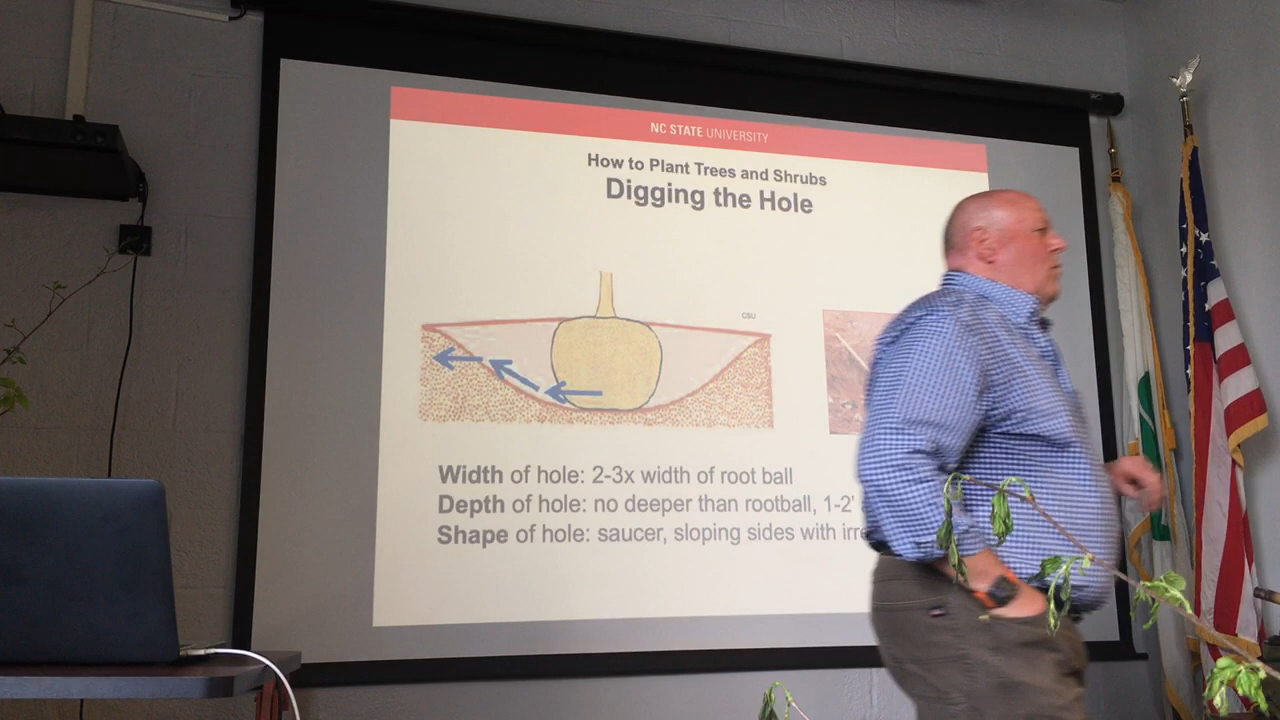 NC STATE UNIVERSITY
How to Plant Trees and Shrubs
Digging the Hole
CSU
Width of hole: 2-3x width of root ball
Depth of hole: no deeper than rootball, 1-2'
Shape of hole: saucer, sloping sides with